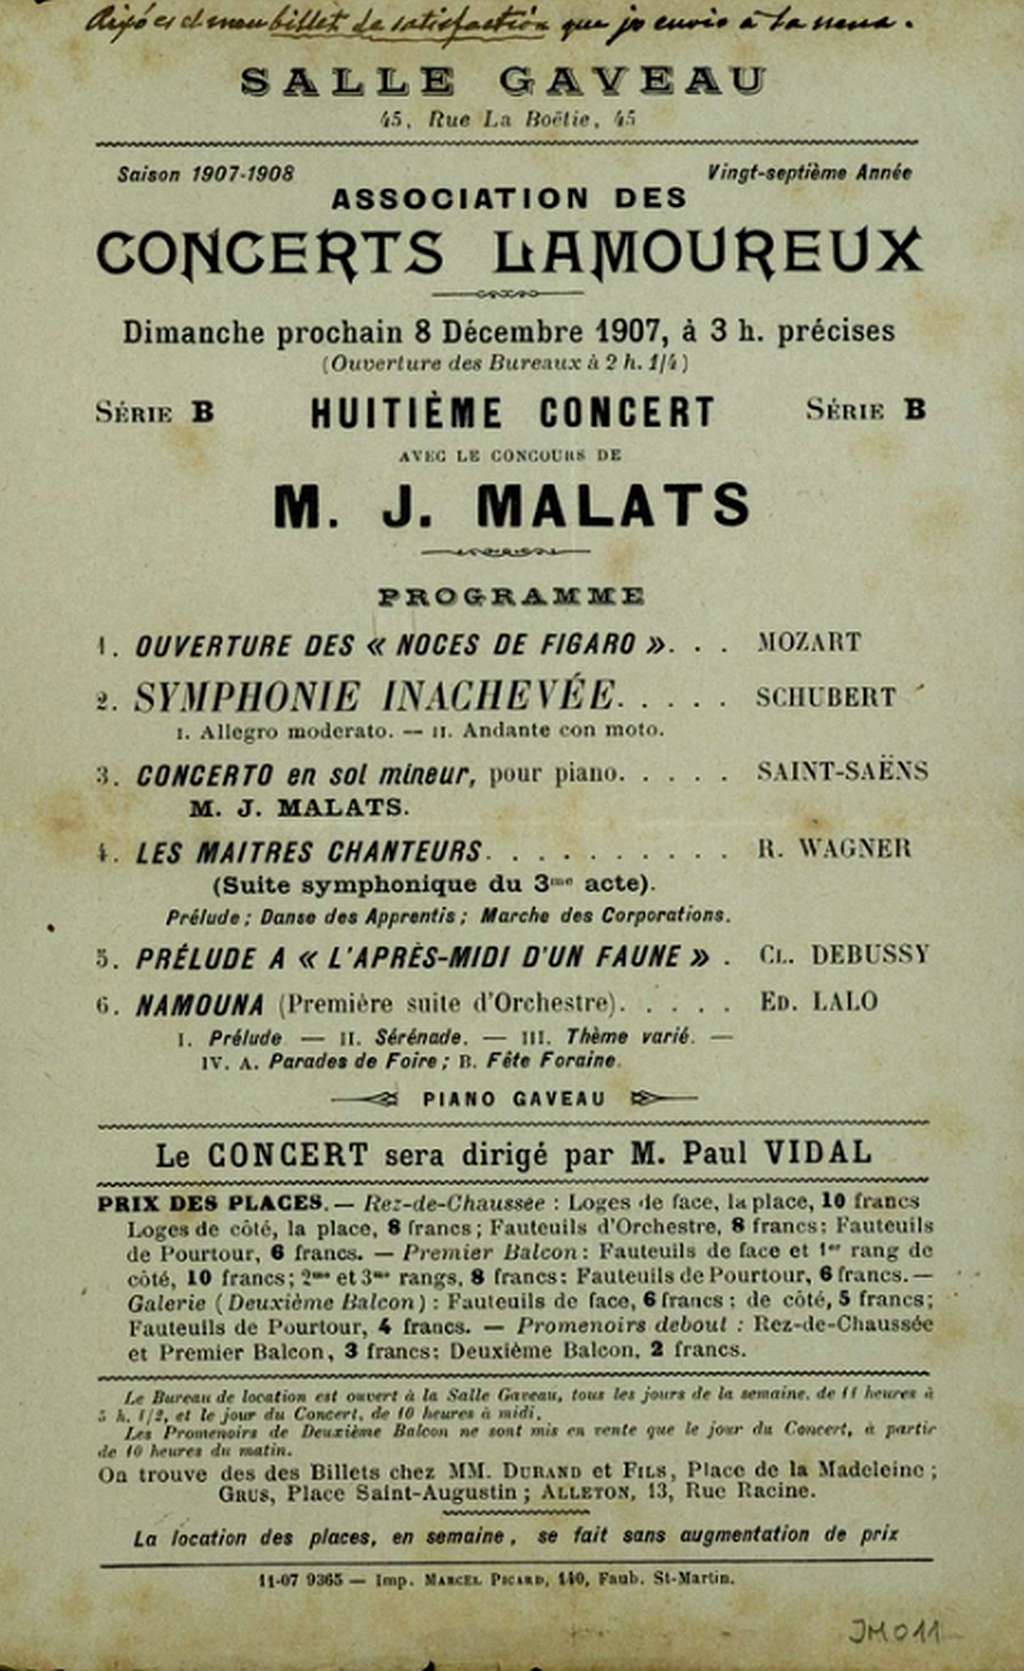 billet de satisfaction que je envio à la nena.
SALLE GAVEAU
45, Rue La Boëtie, 45
Saison 1907-1908 Vingt-septième Année
ASSOCIATION DES
CONCERTS LAMOUREUX
Dimanche prochain 8 Décembre 1907, à 3 h. précises
(Ouverture des Bureaux à 2 h. 1/4)
SÉRIE B HUITIÈME CONCERT SÉRIE B
AVEC LE CONCOURS DE
M. J. MALATS
PROGRAMME
1. OUVERTURE DES « NOCES DE FIGARO ». . . MOZART
2. SYMPHONIE INACHEVÉE. . . . . SCHUBERT
I. Allegro moderato. — II. Andante con moto.
3. CONCERTO en sol mineur, pour piano. . . . . SAINT-SAËNS
M. J. MALATS.
4. LES MAITRES CHANTEURS. . . . . . . . . . R. WAGNER
(Suite symphonique du 3me acte).
Prélude ; Danse des Apprentis ; Marche des Corporations.
5. PRÉLUDE A « L'APRÈS-MIDI D'UN FAUNE » . CL. DEBUSSY
6. NAMOUNA (Première suite d'Orchestre). . . . . ED. LALO
I. Prélude — II. Sérénade. — III. Thème varié. —
IV. A. Parades de Foire ; B. Fête Foraine.
PIANO GAVEAU
Le CONCERT sera dirigé par M. Paul VIDAL
PRIX DES PLACES. — Rez-de-Chaussée : Loges de face, la place, 10 francs
Loges de côté, la place, 8 francs ; Fauteuils d'Orchestre, 8 francs ; Fauteuils
de Pourtour, 6 francs. — Premier Balcon : Fauteuils de face et 1er rang de
côté, 10 francs ; 2mes et 3mes rangs, 8 francs ; Fauteuils de Pourtour, 6 francs. —
Galerie (Deuxième Balcon) : Fauteuils de face, 6 francs ; de côté, 5 francs ;
Fauteuils de Pourtour, 4 francs. — Promenoirs debout : Rez-de-Chaussée
et Premier Balcon, 3 francs ; Deuxième Balcon, 2 francs.
Le Bureau de location est ouvert à la Salle Gaveau, tous les jours de la semaine, de 11 heures à
5 h. 1/2, et le jour du Concert, de 10 heures à midi.
Les Promenoirs de Deuxième Balcon ne sont mis en vente que le jour du Concert, à partir
de 10 heures du matin.
On trouve des des Billets chez MM. DURAND et FILS, Place de la Madeleine ;
GRUS, Place Saint-Augustin ; ALLETON, 13, Rue Racine.
La location des places, en semaine, se fait sans augmentation de prix
11-07 9365 — Imp. MARCEL PICARD, 140, Faub. St-Martin.
JM 011